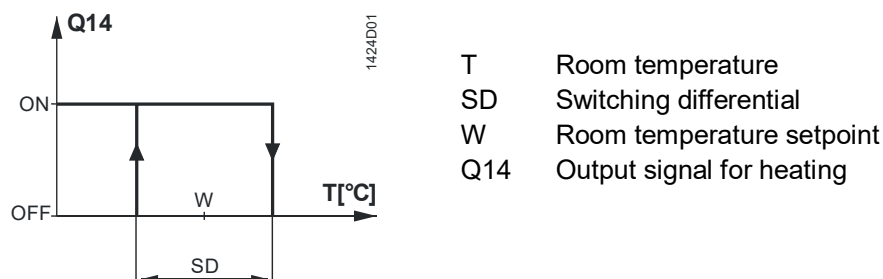 Q14
1424D01
ON
W
T[°C]
OFF
SD
T Room temperature
SD Switching differential
W Room temperature setpoint
Q14 Output signal for heating